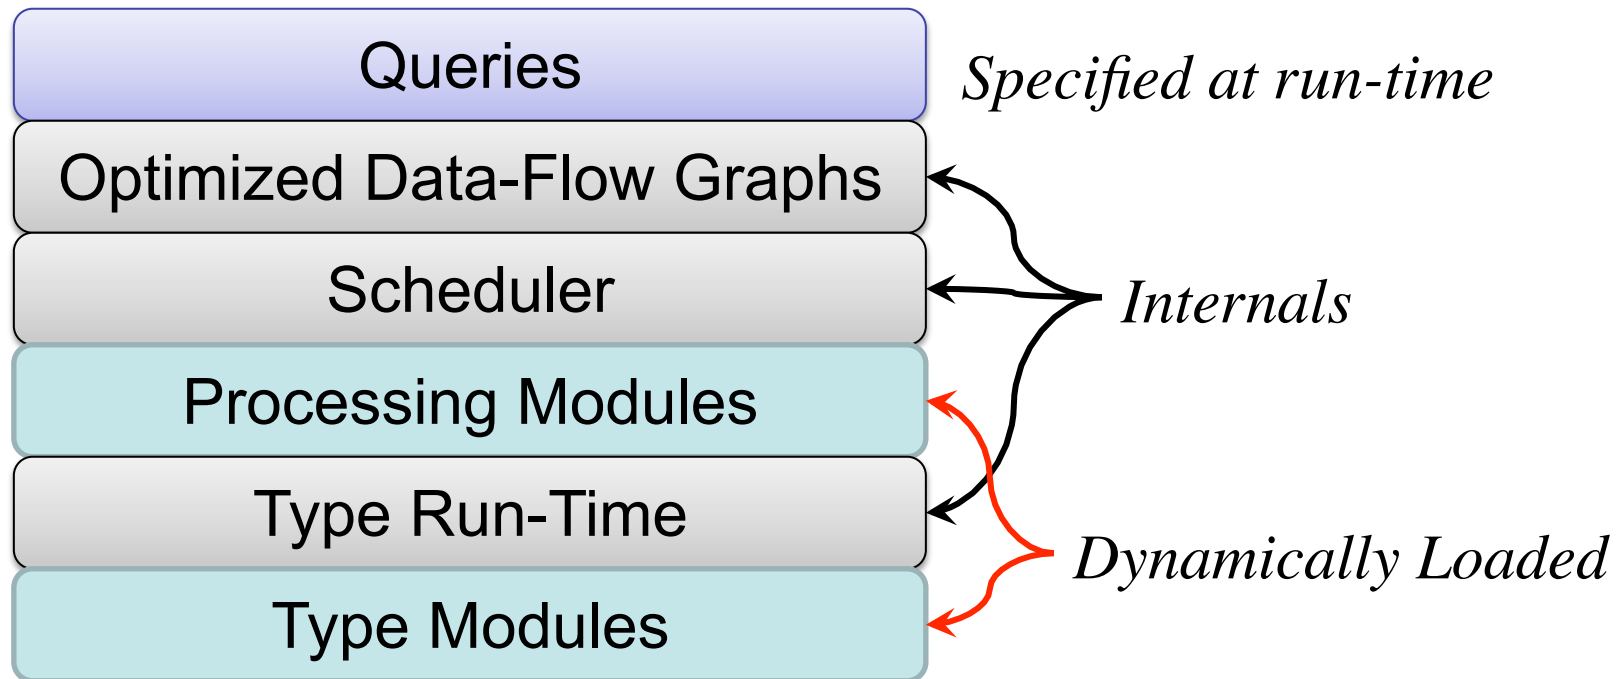 Queries
Specified at run-time
Optimized Data-Flow Graphs
Scheduler
Internals
Processing Modules
Type Run-Time
Dynamically Loaded
Type Modules